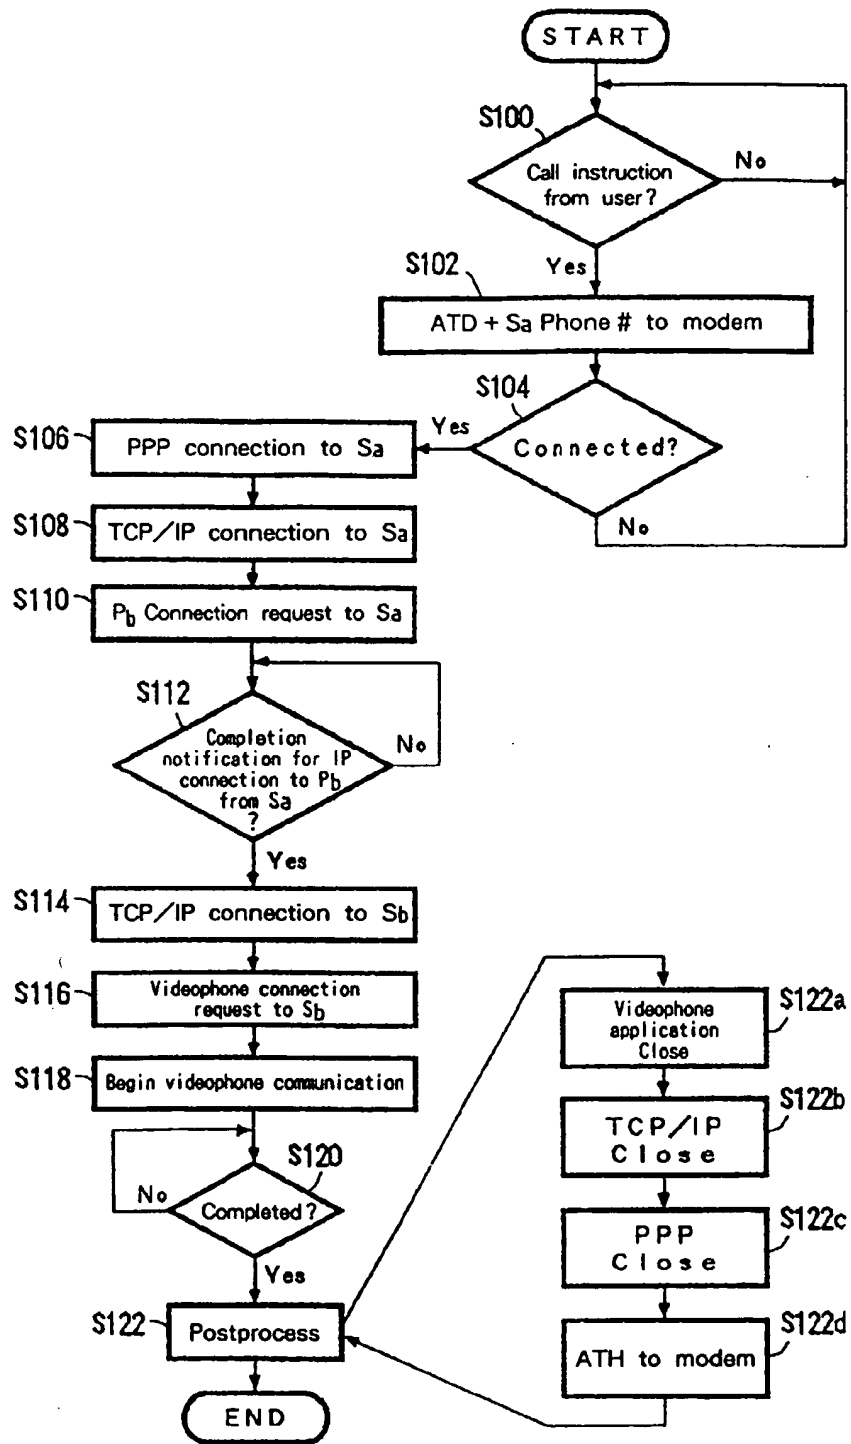 START
S100
Call instruction
from user?
No
Yes
S102
ATD + Sa Phone # to modem
S104
Connected?
Yes
No
S106
PPP connection to Sa
S108
TCP/IP connection to Sa
S110
Pb Connection request to Sa
S112
Completion
notification for IP
connection to Pb
from Sa
?
No
Yes
S114
TCP/IP connection to Sb
S116
Videophone connection
request to Sb
S118
Begin videophone communication
S120
Completed?
No
Yes
S122
Postprocess
END
S122a
Videophone
application
Close
S122b
TCP/IP
Close
S122c
PPP
Close
S122d
ATH to modem